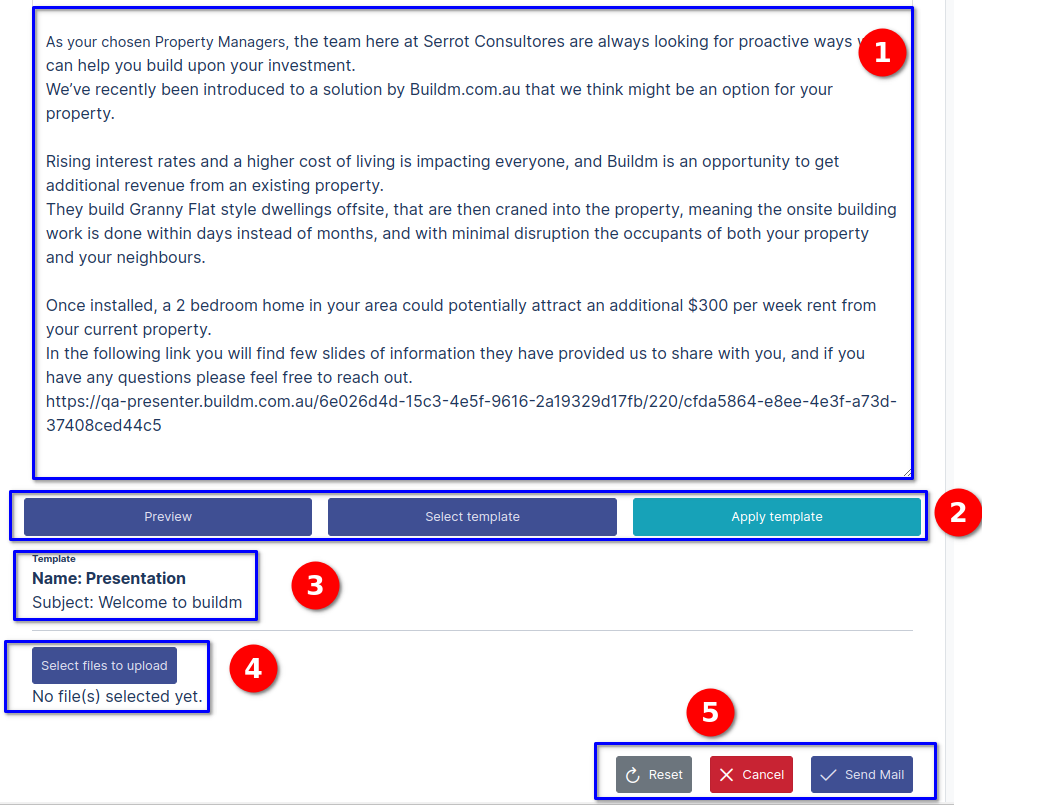 As your chosen Property Managers, the team here at Serrot Consultores are always looking for proactive ways
1
can help you build upon your investment.
We’ve recently been introduced to a solution by Buildm.com.au that we think might be an option for your
property.
Rising interest rates and a higher cost of living is impacting everyone, and Buildm is an opportunity to get
additional revenue from an existing property.
They build Granny Flat style dwellings offsite, that are then craned into the property, meaning the onsite building
work is done within days instead of months, and with minimal disruption the occupants of both your property
and your neighbours.
Once installed, a 2 bedroom home in your area could potentially attract an additional $300 per week rent from
your current property.
In the following link you will find few slides of information they have provided us to share with you, and if you
have any questions please feel free to reach out.
https://qa-presenter.buildm.com.au/6e026d4d-15c3-4e5f-9616-2a19329d17fb/220/cfda5864-e8ee-4e3f-a73d-
37408ced44c5
Preview Select template Apply template 2
Template
Name: Presentation
3
Subject: Welcome to buildm
Select files to upload 4
No file(s) selected yet.
5
Reset Cancel Send Mail